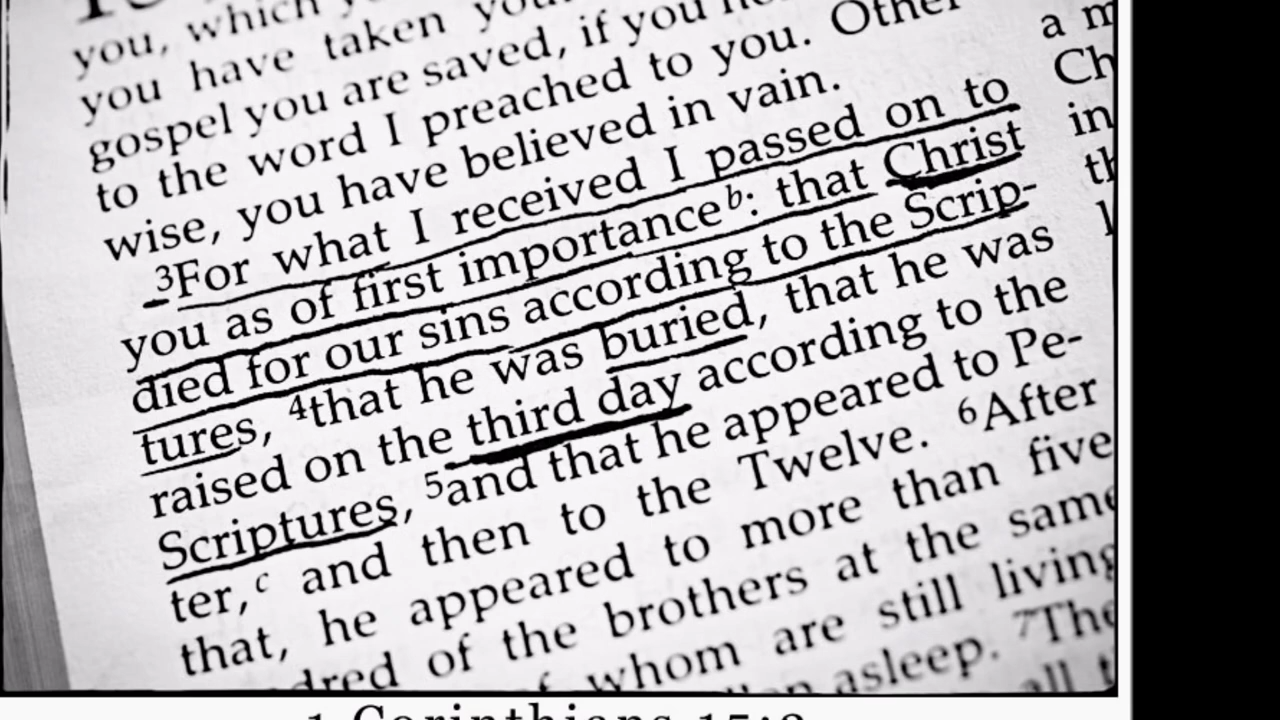 you, which
you have taken
gospel you are saved, if you
to the word I preached to you. Other
wise, you have believed in vain.
³For what I received I passed on to
you as of first importanceᵇ: that Christ
died for our sins according to the Scrip-
tures, ⁴that he was buried, that he was
raised on the third day according to the
Scriptures, ⁵and that he appeared to Pe-
ter,ᶜ and then to the Twelve. ⁶After
that, he appeared to more than five
of the brothers at the same
whom are still living
asleep. ⁷The
a
in